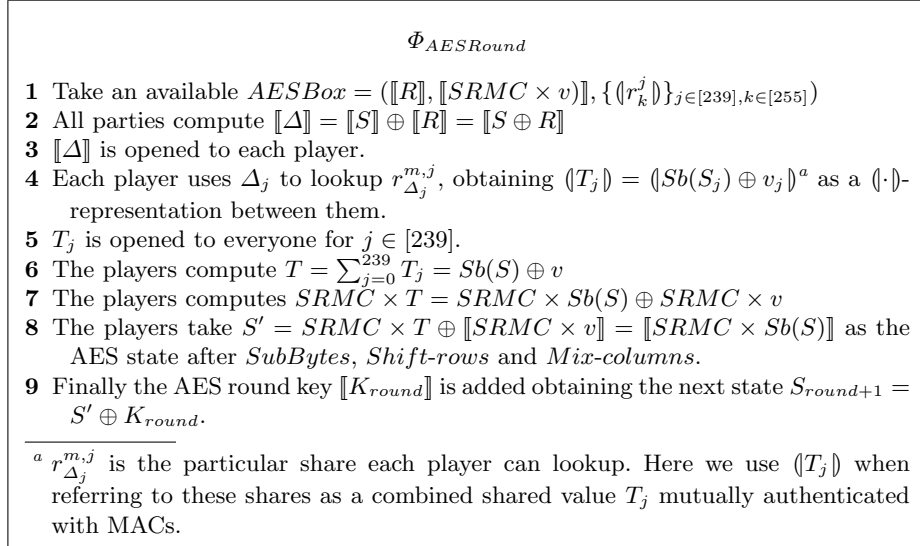 Φ_AESRound
1 Take an available AESBox = (⟦R⟧, ⟦SRMC × v)⟧, {⦇r_k^j⦈}_{j∈[239],k∈[255]})
2 All parties compute ⟦Δ⟧ = ⟦S⟧ ⊕ ⟦R⟧ = ⟦S ⊕ R⟧
3 ⟦Δ⟧ is opened to each player.
4 Each player uses Δ_j to lookup r_{Δ_j}^{m,j}, obtaining ⦇T_j⦈ = ⦇Sb(S_j) ⊕ v_j⦈^a as a ⦇·⦈-
representation between them.
5 T_j is opened to everyone for j ∈ [239].
6 The players compute T = ∑_{j=0}^{239} T_j = Sb(S) ⊕ v
7 The players computes SRMC × T = SRMC × Sb(S) ⊕ SRMC × v
8 The players take S′ = SRMC × T ⊕ ⟦SRMC × v⟧ = ⟦SRMC × Sb(S)⟧ as the
AES state after SubBytes, Shift-rows and Mix-columns.
9 Finally the AES round key ⟦K_round⟧ is added obtaining the next state S_{round+1} =
S′ ⊕ K_round.
^a r_{Δ_j}^{m,j} is the particular share each player can lookup. Here we use ⦇T_j⦈ when
referring to these shares as a combined shared value T_j mutually authenticated
with MACs.